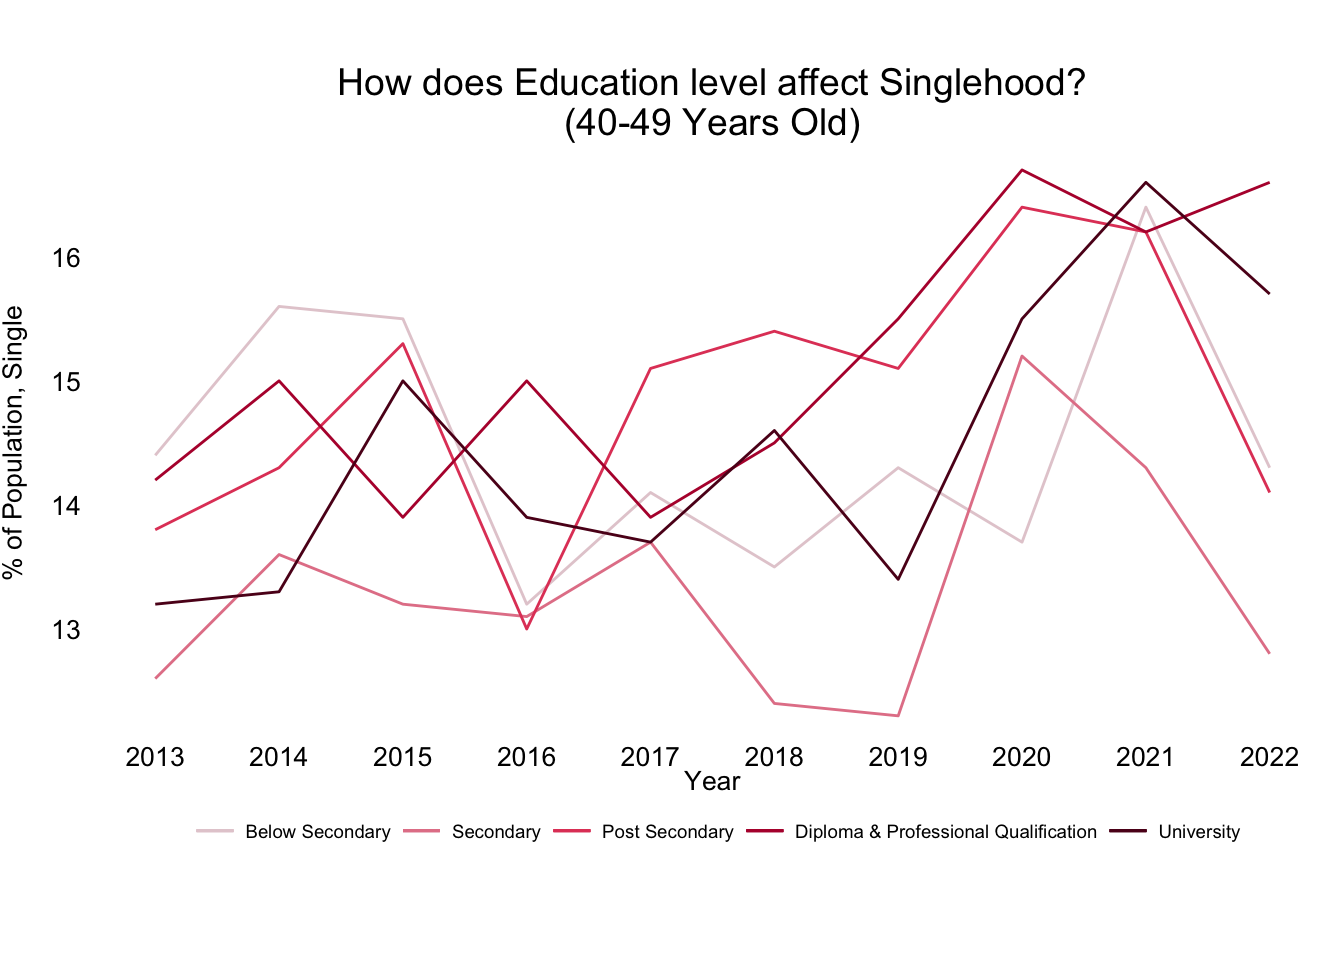 How does Education level affect Singlehood?
(40-49 Years Old)
% of Population, Single
16
15
14
13
2013 2014 2015 2016 2017 2018 2019 2020 2021 2022
Year
Below Secondary Secondary Post Secondary Diploma & Professional Qualification University